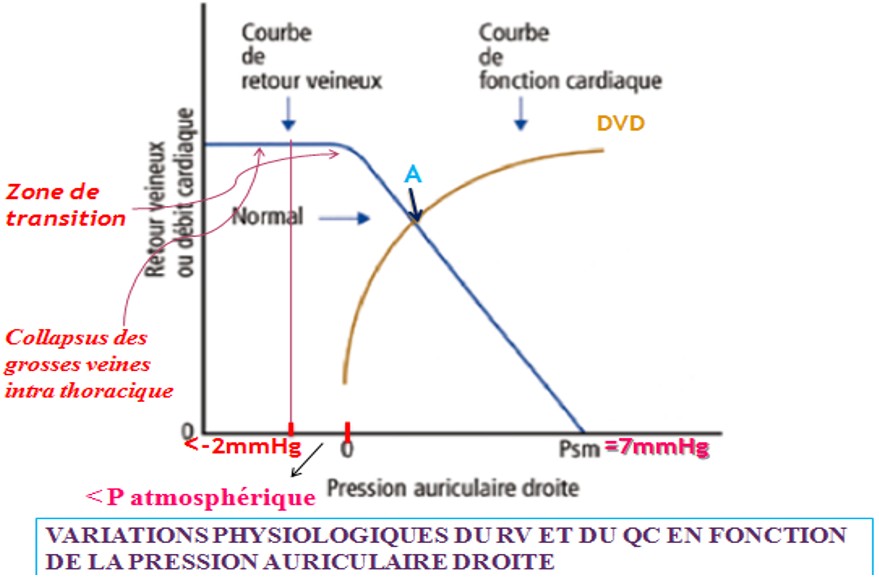 Courbe
de
retour veineux
Courbe
de
fonction cardiaque
DVD
A
Retour veineux
ou débit cardiaque
Zone de
transition
Normal
Collapsus des
grosses veines
intra thoracique
0
<-2mmHg
0
Psm =7mmHg
<P atmosphérique
Pression auriculaire droite
VARIATIONS PHYSIOLOGIQUES DU RV ET DU QC EN FONCTION
DE LA PRESSION AURICULAIRE DROITE